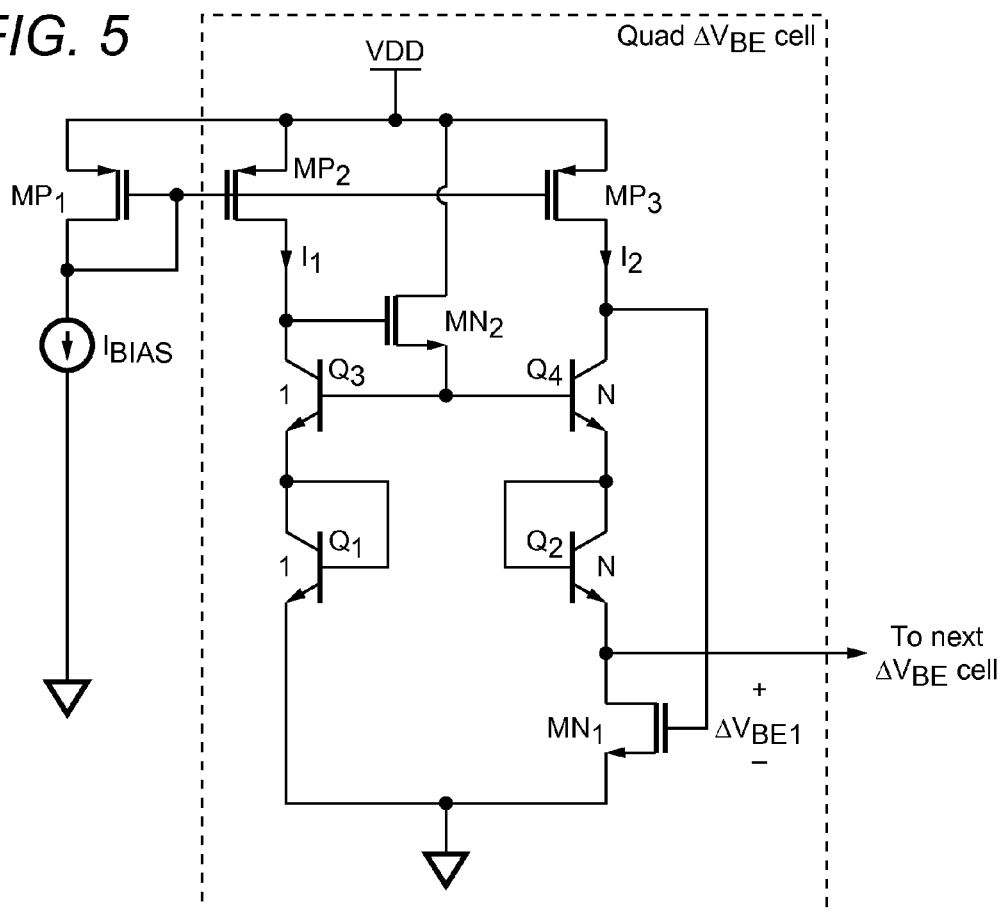 FIG. 5
Quad ΔVBE cell
VDD
MP1
MP2
MP3
I1
I2
MN2
IBIAS
Q3
Q4
1
N
Q1
Q2
1
N
To next
ΔVBE cell
+
MN1
ΔVBE1
–